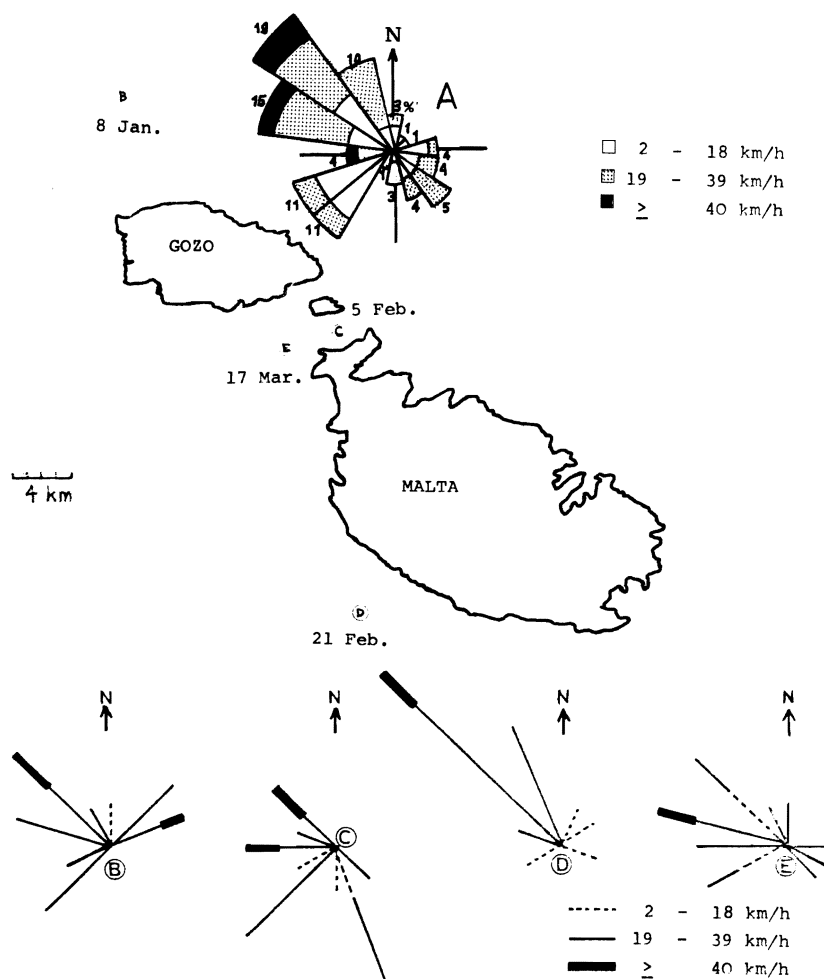 19
10
N
3%
A
B
8 Jan.
15
1
1
4
4
4
1
3
4
5
11
11
2 - 18 km/h
19 - 39 km/h
≥ 40 km/h
GOZO
5 Feb.
C
E
17 Mar.
4 km
MALTA
D
21 Feb.
N
N
N
N
B
C
D
E
2 - 18 km/h
19 - 39 km/h
≥ 40 km/h